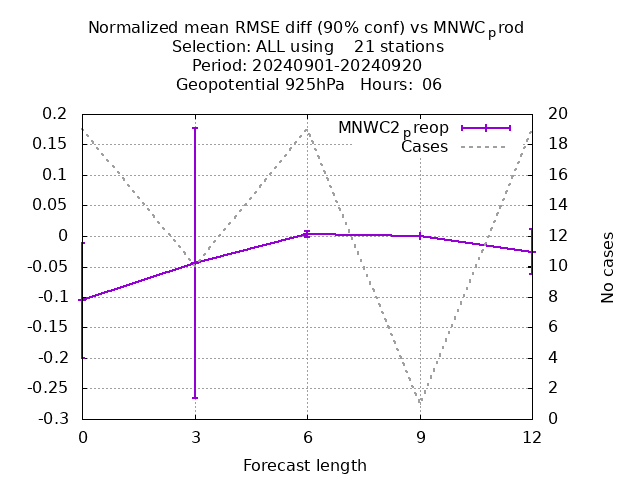 Normalized mean RMSE diff (90% conf) vs MNWCprod
Selection: ALL using 21 stations
Period: 20240901-20240920
Geopotential 925hPa Hours: 06
MNWC2preop
Cases
0.2
0.15
0.1
0.05
0
-0.05
-0.1
-0.15
-0.2
-0.25
-0.3
20
18
16
14
12
10
8
6
4
2
0
No cases
0 3 6 9 12
Forecast length